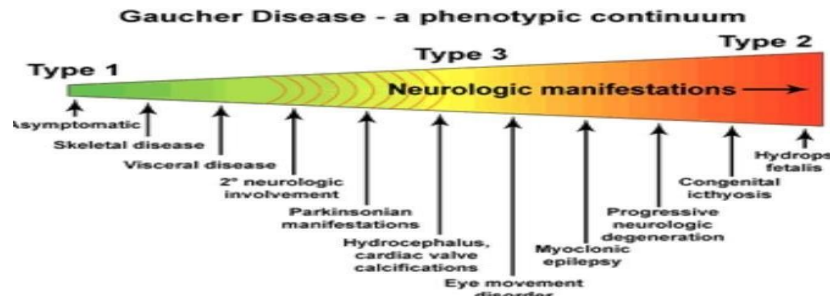 Gaucher Disease - a phenotypic continuum
Type 2
Type 3
Type 1
Neurologic manifestations
Asymptomatic
Skeletal disease
Visceral disease
2° neurologic
involvement
Parkinsonian
manifestations
Hydrocephalus,
cardiac valve
calcifications
Eye movement
disorder
Myoclonic
epilepsy
Progressive
neurologic
degeneration
Congenital
icthyosis
Hydrops
fetalis